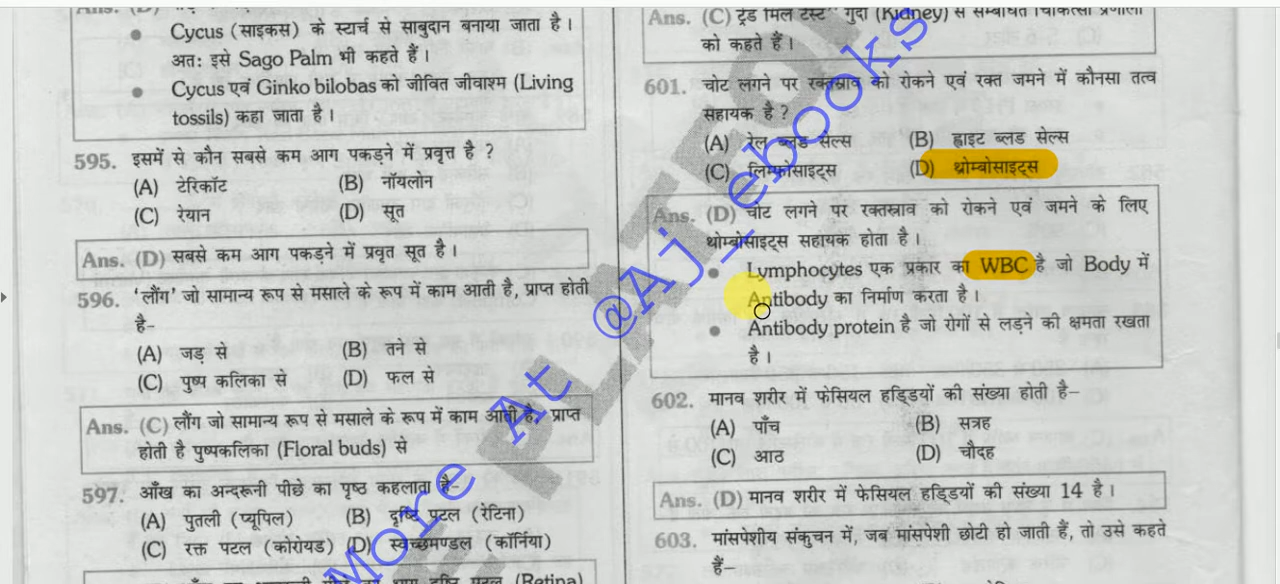 Cycus (साइकस) के स्टार्च से साबुदान बनाया जाता है।
अत: इसे Sago Palm भी कहते हैं।
Cycus एवं Ginko bilobas को जीवित जीवाश्म (Living
tossils) कहा जाता है।
595. इसमें से कौन सबसे कम आग पकड़ने में प्रवृत्त है ?
(A) टेरिकॉट (B) नॉयलोन
(C) रेयान (D) सूत
Ans. (D) सबसे कम आग पकड़ने में प्रवृत सूत है।
596. 'लौंग' जो सामान्य रूप से मसाले के रूप में काम आती है, प्राप्त होती
है–
(A) जड़ से (B) तने से
(C) पुष्प कलिका से (D) फल से
Ans. (C) लौंग जो सामान्य रूप से मसाले के रूप में काम आती है, प्राप्त
होती है पुष्पकलिका (Floral buds) से
597. आँख का अन्दरूनी पीछे का पृष्ठ कहलाता है–
(A) पुतली (प्यूपिल) (B) दृष्टि पटल (रेटिना)
(C) रक्त पटल (कोरोयड) (D) स्वच्छमण्डल (कॉर्निया)
Ans. (C) ट्रेड मिल टेस्ट गुर्दा (Kidney) से सम्बंधित चिकित्सा प्रणाली
को कहते हैं।
601. चोट लगने पर रक्तस्राव को रोकने एवं रक्त जमने में कौनसा तत्व
सहायक है ?
(A) रेल ब्लड सेल्स (B) ह्वाइट ब्लड सेल्स
(C) लिम्फोसाइट्स (D) थ्रोम्बोसाइट्स
Ans. (D) चोट लगने पर रक्तस्राव को रोकने एवं जमने के लिए
थोम्बोसाइट्स सहायक होता है।
Lymphocytes एक प्रकार का WBC है जो Body में
Antibody का निर्माण करता है।
Antibody protein है जो रोगों से लड़ने की क्षमता रखता
है।
602. मानव शरीर में फेसियल हड्डियों की संख्या होती है–
(A) पाँच (B) सत्रह
(C) आठ (D) चौदह
Ans. (D) मानव शरीर में फेसियल हड्डियों की संख्या 14 है।
603. मांसपेशीय संकुचन में, जब मांसपेशी छोटी हो जाती हैं, तो उसे कहते
हैं–
More At @Aj_ebooks